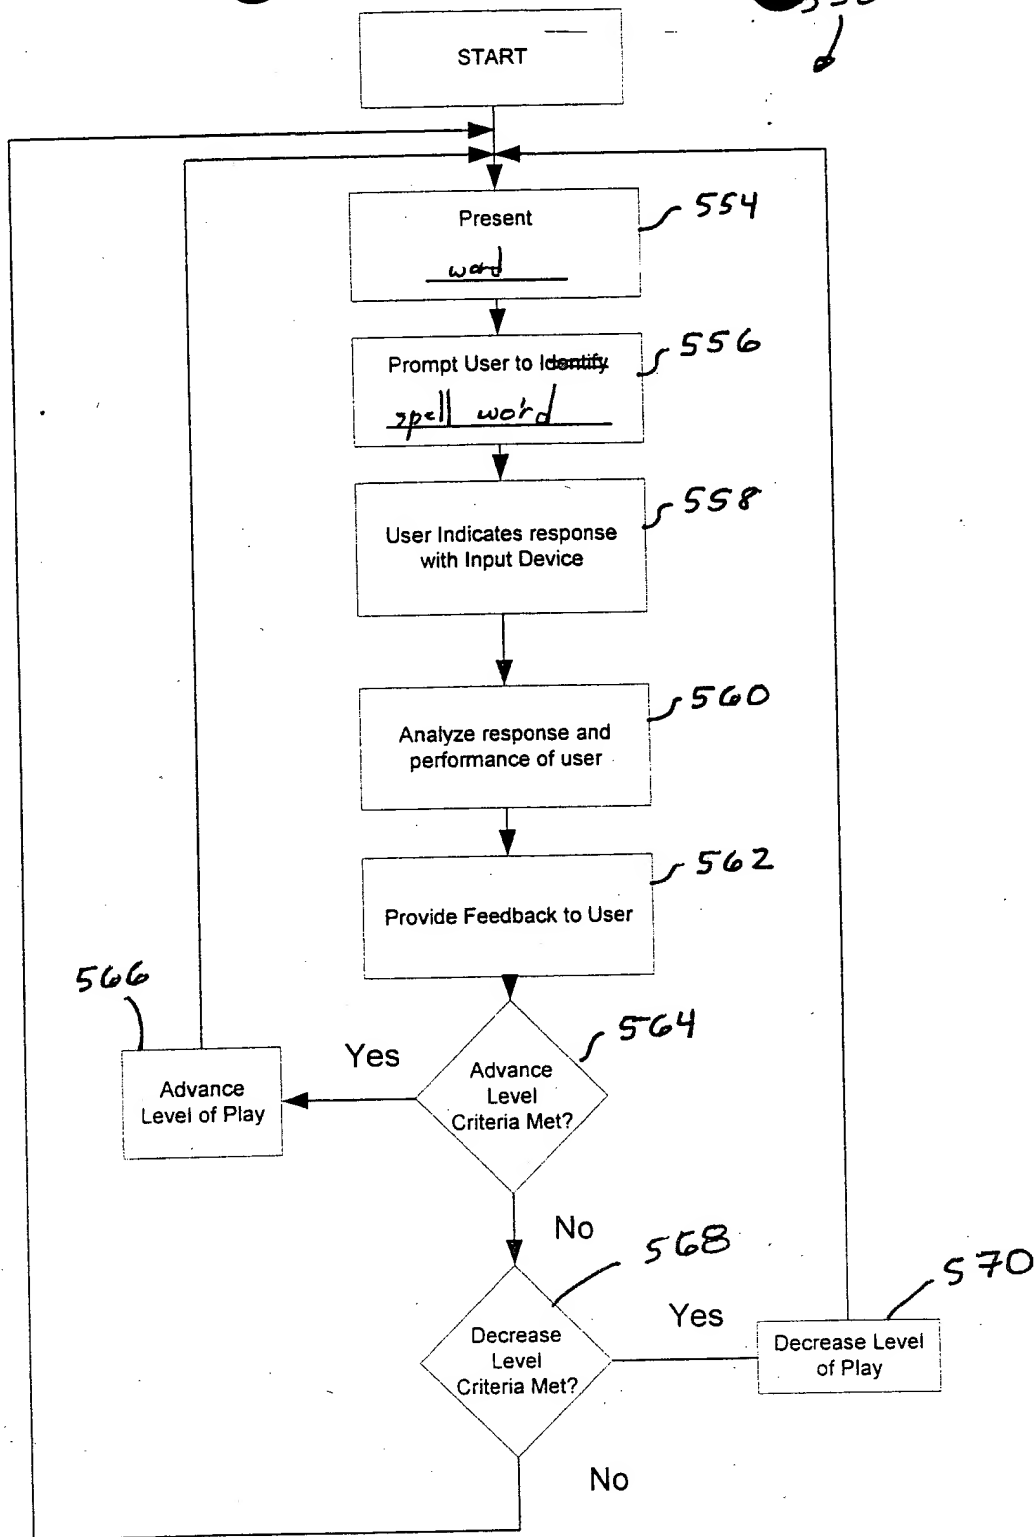 START
Present
554
word
Prompt User to Identify
556
spell word
User Indicates response
with Input Device
558
Analyze response and
performance of user
560
Provide Feedback to User
562
566
Advance
Level of Play
Yes
Advance
Level
Criteria Met?
564
No
568
Decrease
Level
Criteria Met?
Yes
570
Decrease Level
of Play
No